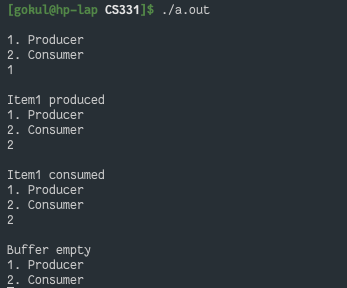 [gokul@hp-lap CS331]$ ./a.out
1. Producer
2. Consumer
1
Item1 produced
1. Producer
2. Consumer
2
Item1 consumed
1. Producer
2. Consumer
2
Buffer empty
1. Producer
2. Consumer